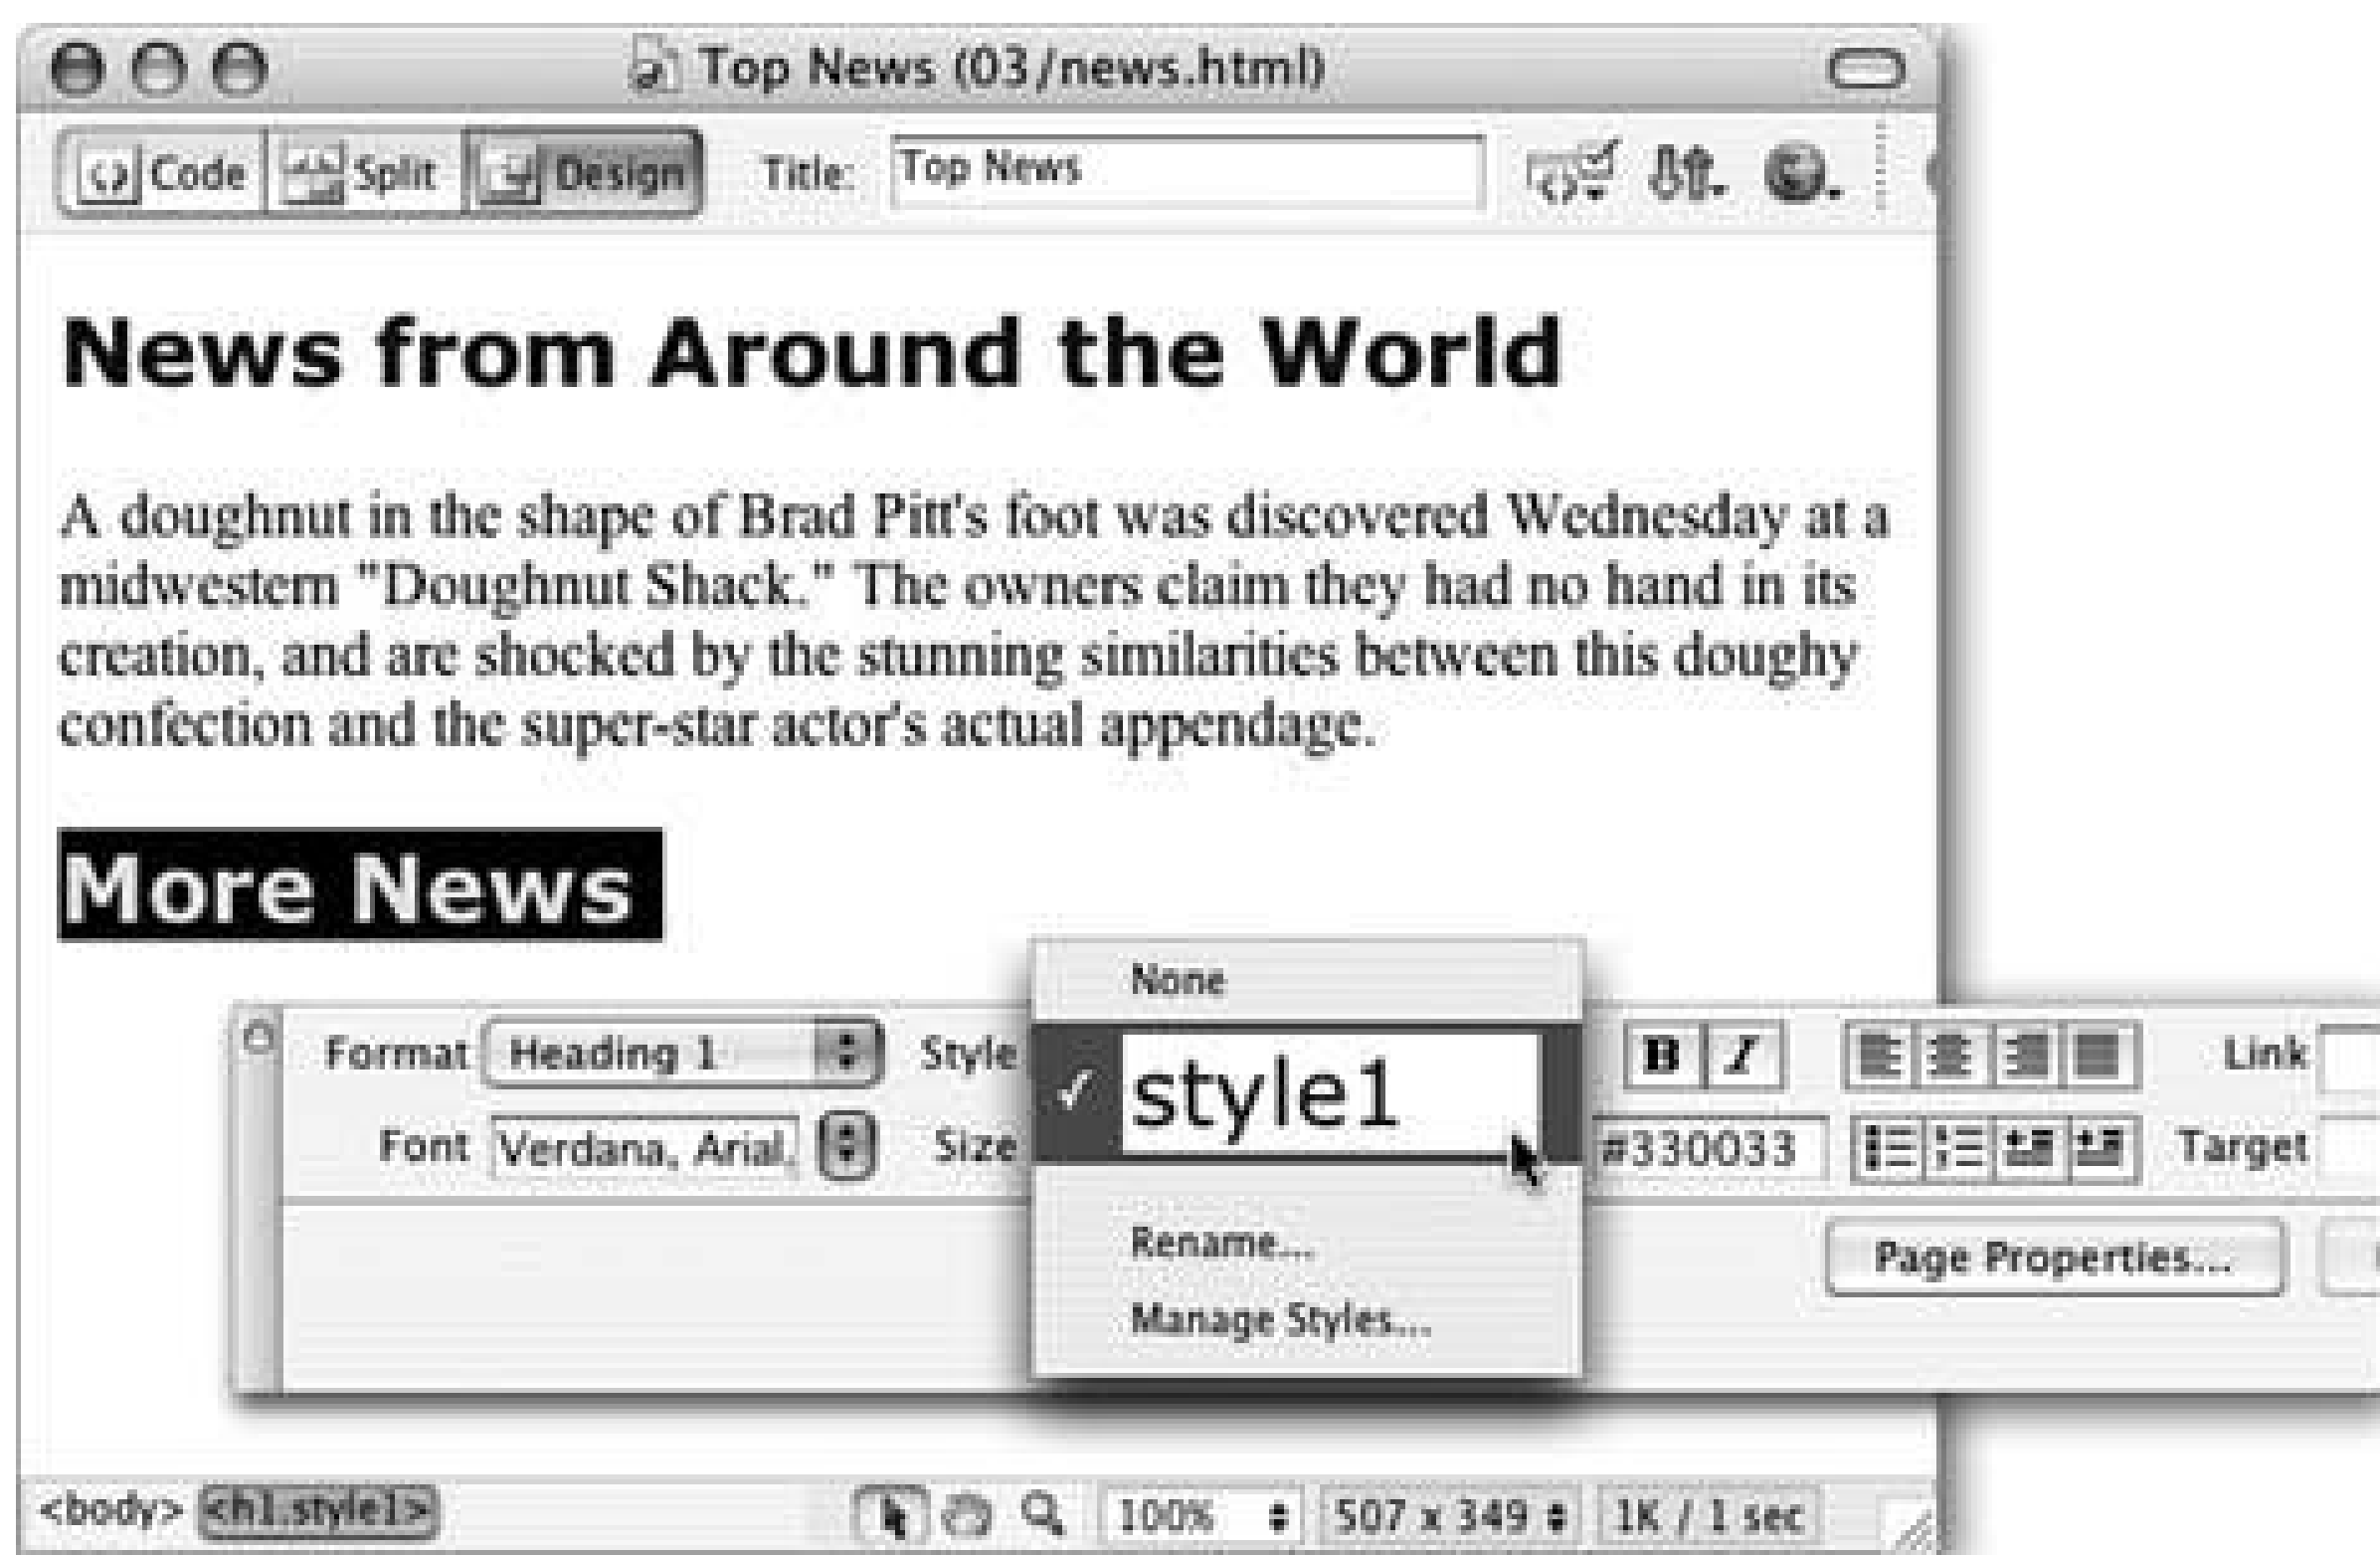 Top News (03/news.html)
Code Split Design Title: Top News
News from Around the World
A doughnut in the shape of Brad Pitt's foot was discovered Wednesday at a
midwestern "Doughnut Shack." The owners claim they had no hand in its
creation, and are shocked by the stunning similarities between this doughy
confection and the super-star actor's actual appendage.
More News
None
Format Heading 1 Style style1 B I Link
Font Verdana, Arial, Size #330033 Target
Rename...
Page Properties...
Manage Styles...
<body> <h1.style1> 100% 507 x 349 1K / 1 sec